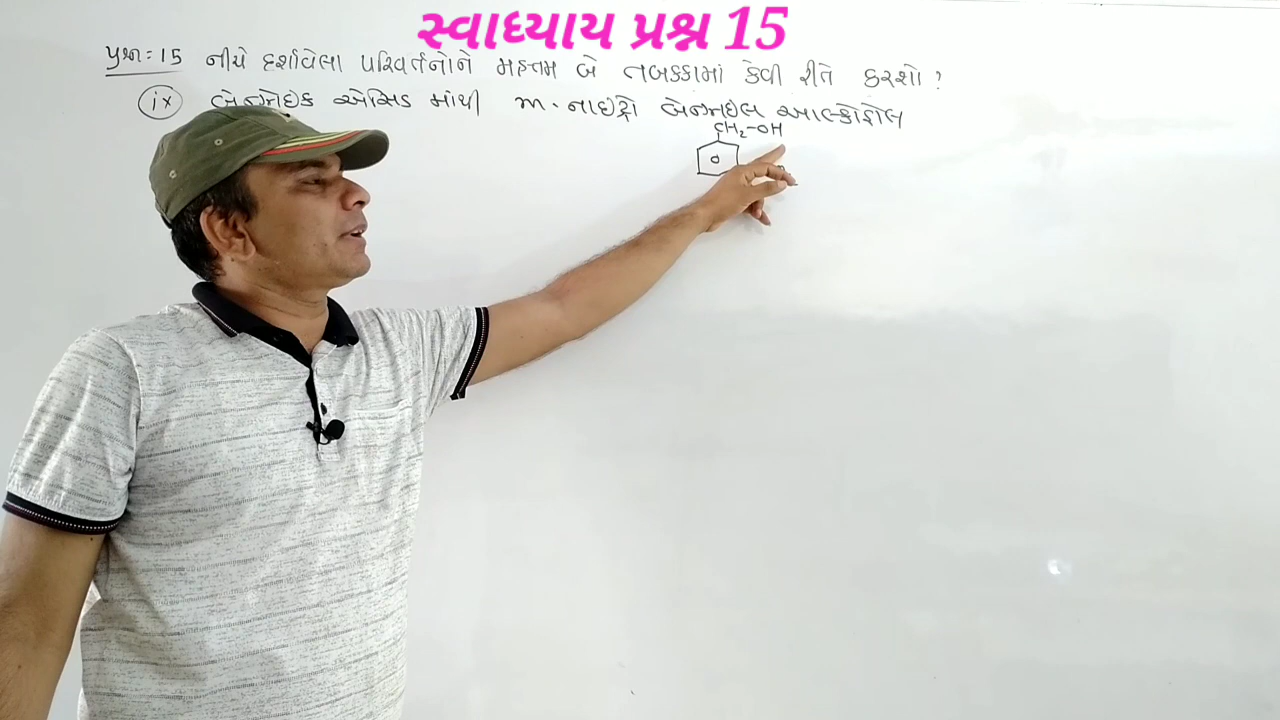 સ્વાધ્યાય પ્રશ્ન 15
પ્રશ્ન:15 નીચે દર્શાવેલા પરિવર્તનોને મહત્તમ બે તબક્કામાં કેવી રીતે કરશો ?
ix બેન્ઝોઇક એસિડ માંથી m-નાઇટ્રો બેન્ઝાઇલ આલ્કોહોલ
CH2-OH